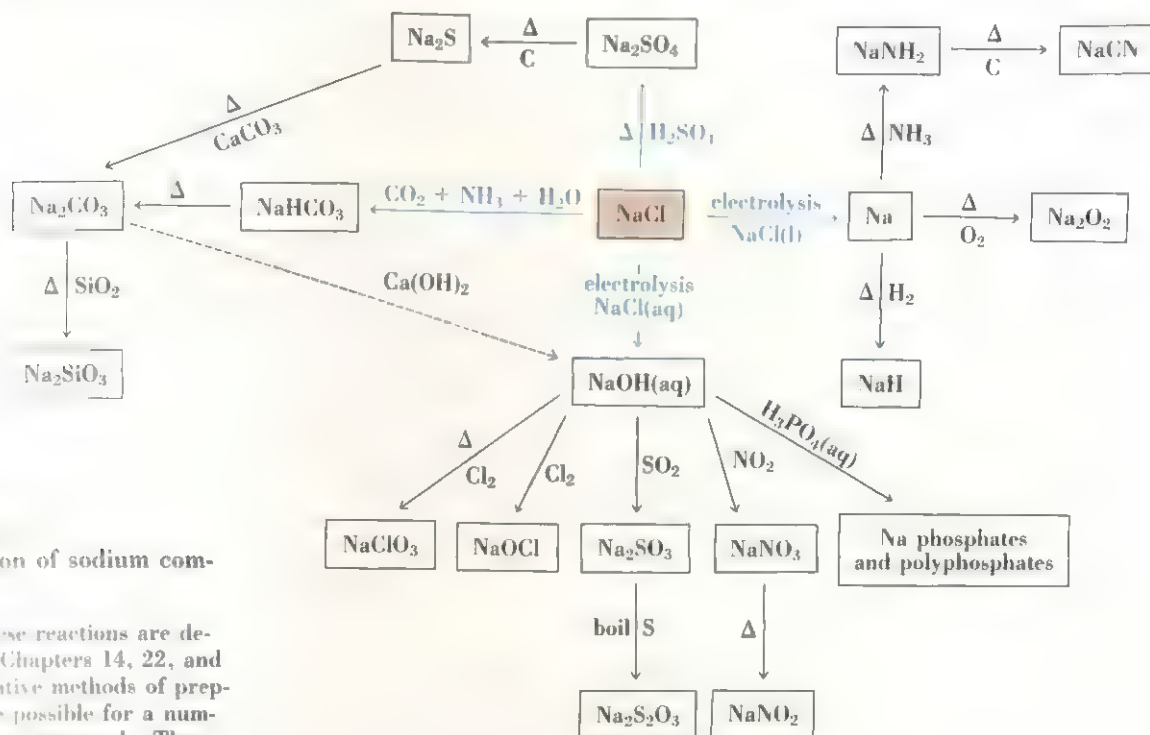 Δ
Na₂S
C
Na₂SO₄
NaNH₂
Δ
C
NaCN
Δ
CaCO₃
Δ H₂SO₄
Δ NH₃
Na₂CO₃
Δ
NaHCO₃
CO₂ + NH₃ + H₂O
NaCl
electrolysis
NaCl(l)
Na
Δ
O₂
Na₂O₂
Δ SiO₂
Ca(OH)₂
electrolysis
NaCl(aq)
Δ H₂
Na₂SiO₃
NaOH(aq)
NaH
Δ
Cl₂
Cl₂
SO₂
NO₂
H₃PO₄(aq)
NaClO₃
NaOCl
Na₂SO₃
NaNO₃
Na phosphates
and polyphosphates
boil S
Δ
Na₂S₂O₃
NaNO₂
on of sodium com-
se reactions are de-
Chapters 14, 22, and
ative methods of prep-
e possible for a num-